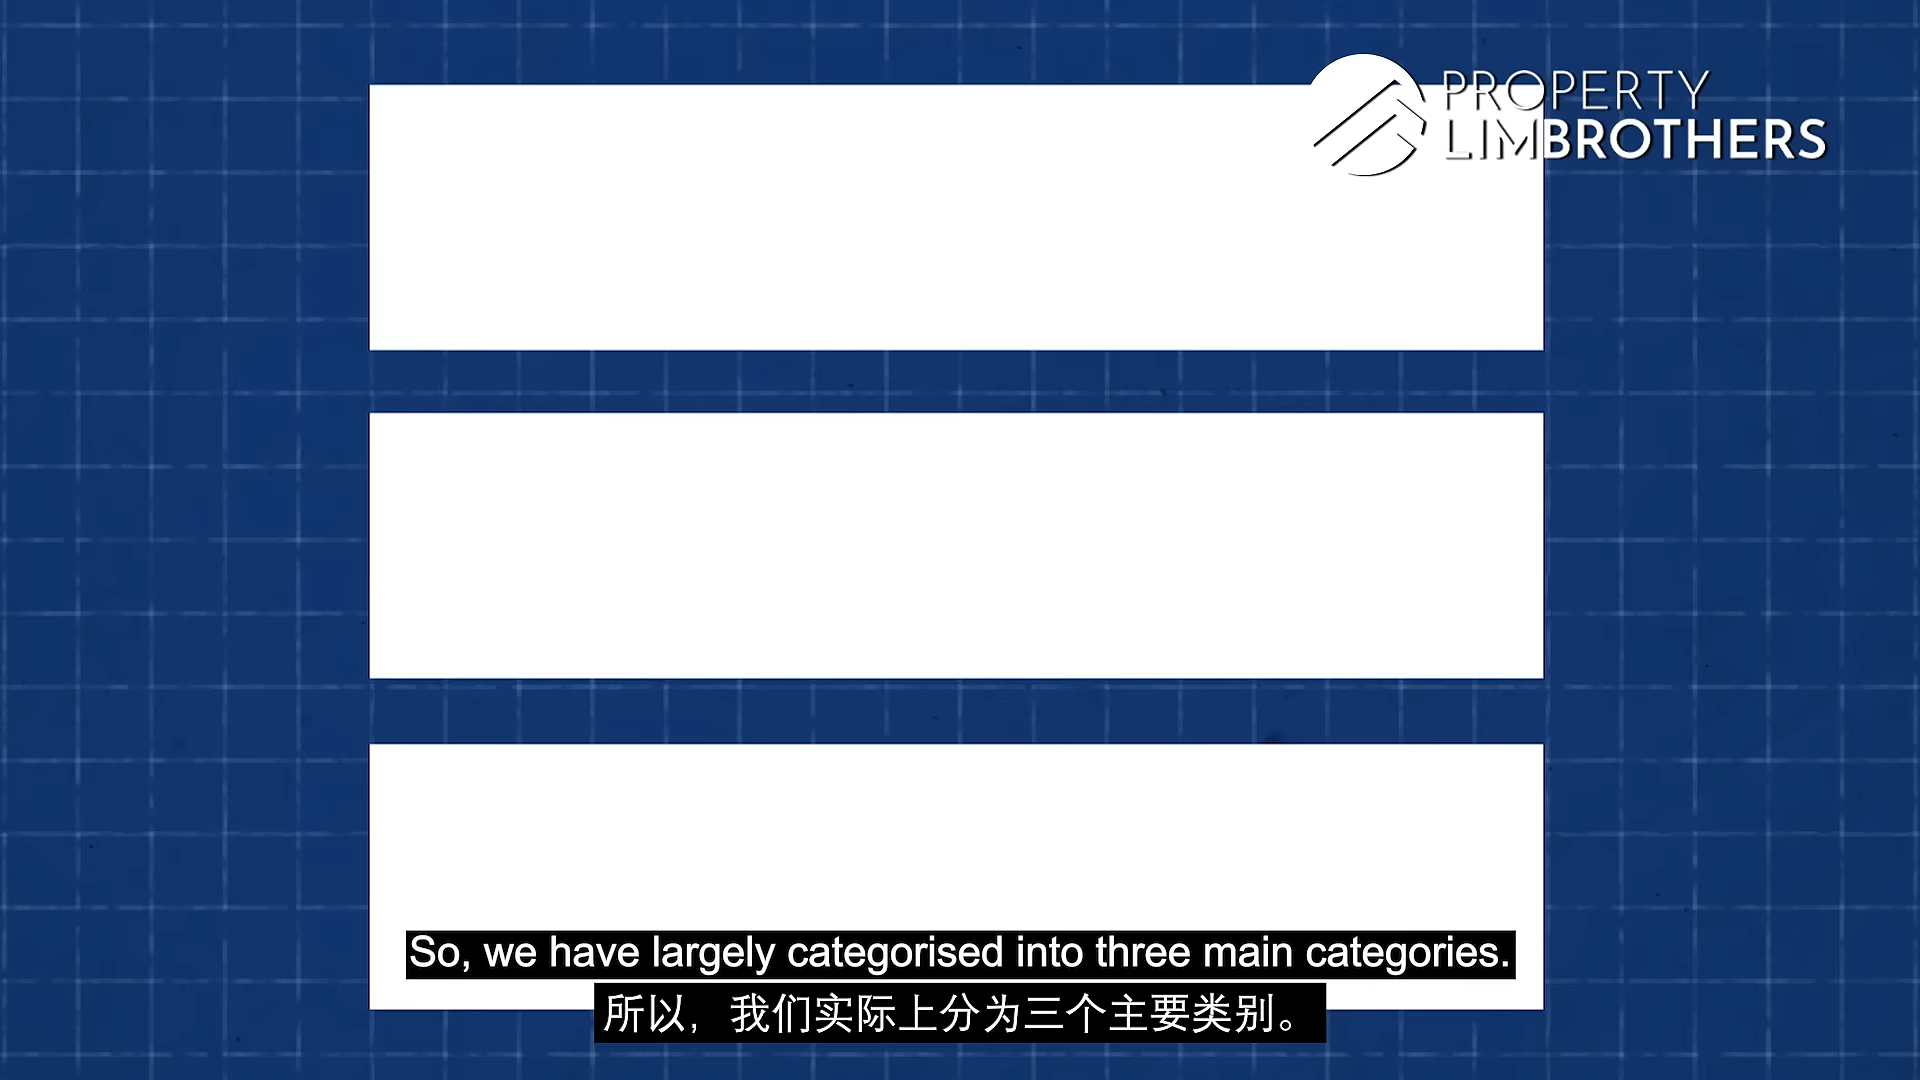 PROPERTY
LIMBROTHERS
So, we have largely categorised into three main categories.
所以，我们实际上分为三个主要类别。